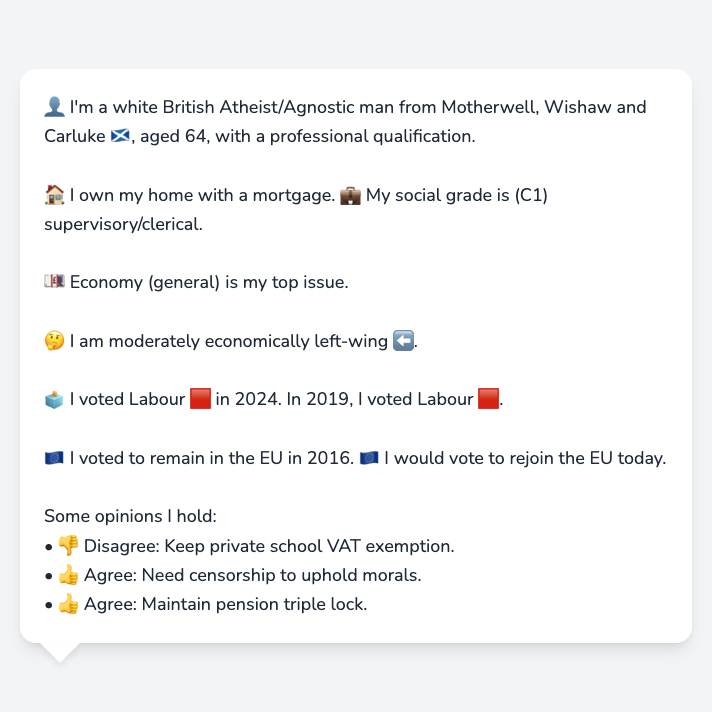 👤 I'm a white British Atheist/Agnostic man from Motherwell, Wishaw and
Carluke 🏴󠁧󠁢󠁳󠁣󠁴󠁿, aged 64, with a professional qualification.
🏠 I own my home with a mortgage. 💼 My social grade is (C1)
supervisory/clerical.
💷 Economy (general) is my top issue.
🤔 I am moderately economically left-wing ⬅️.
🗳️ I voted Labour 🟥 in 2024. In 2019, I voted Labour 🟥.
🇪🇺 I voted to remain in the EU in 2016. 🇪🇺 I would vote to rejoin the EU today.
Some opinions I hold:
• 👎 Disagree: Keep private school VAT exemption.
• 👍 Agree: Need censorship to uphold morals.
• 👍 Agree: Maintain pension triple lock.